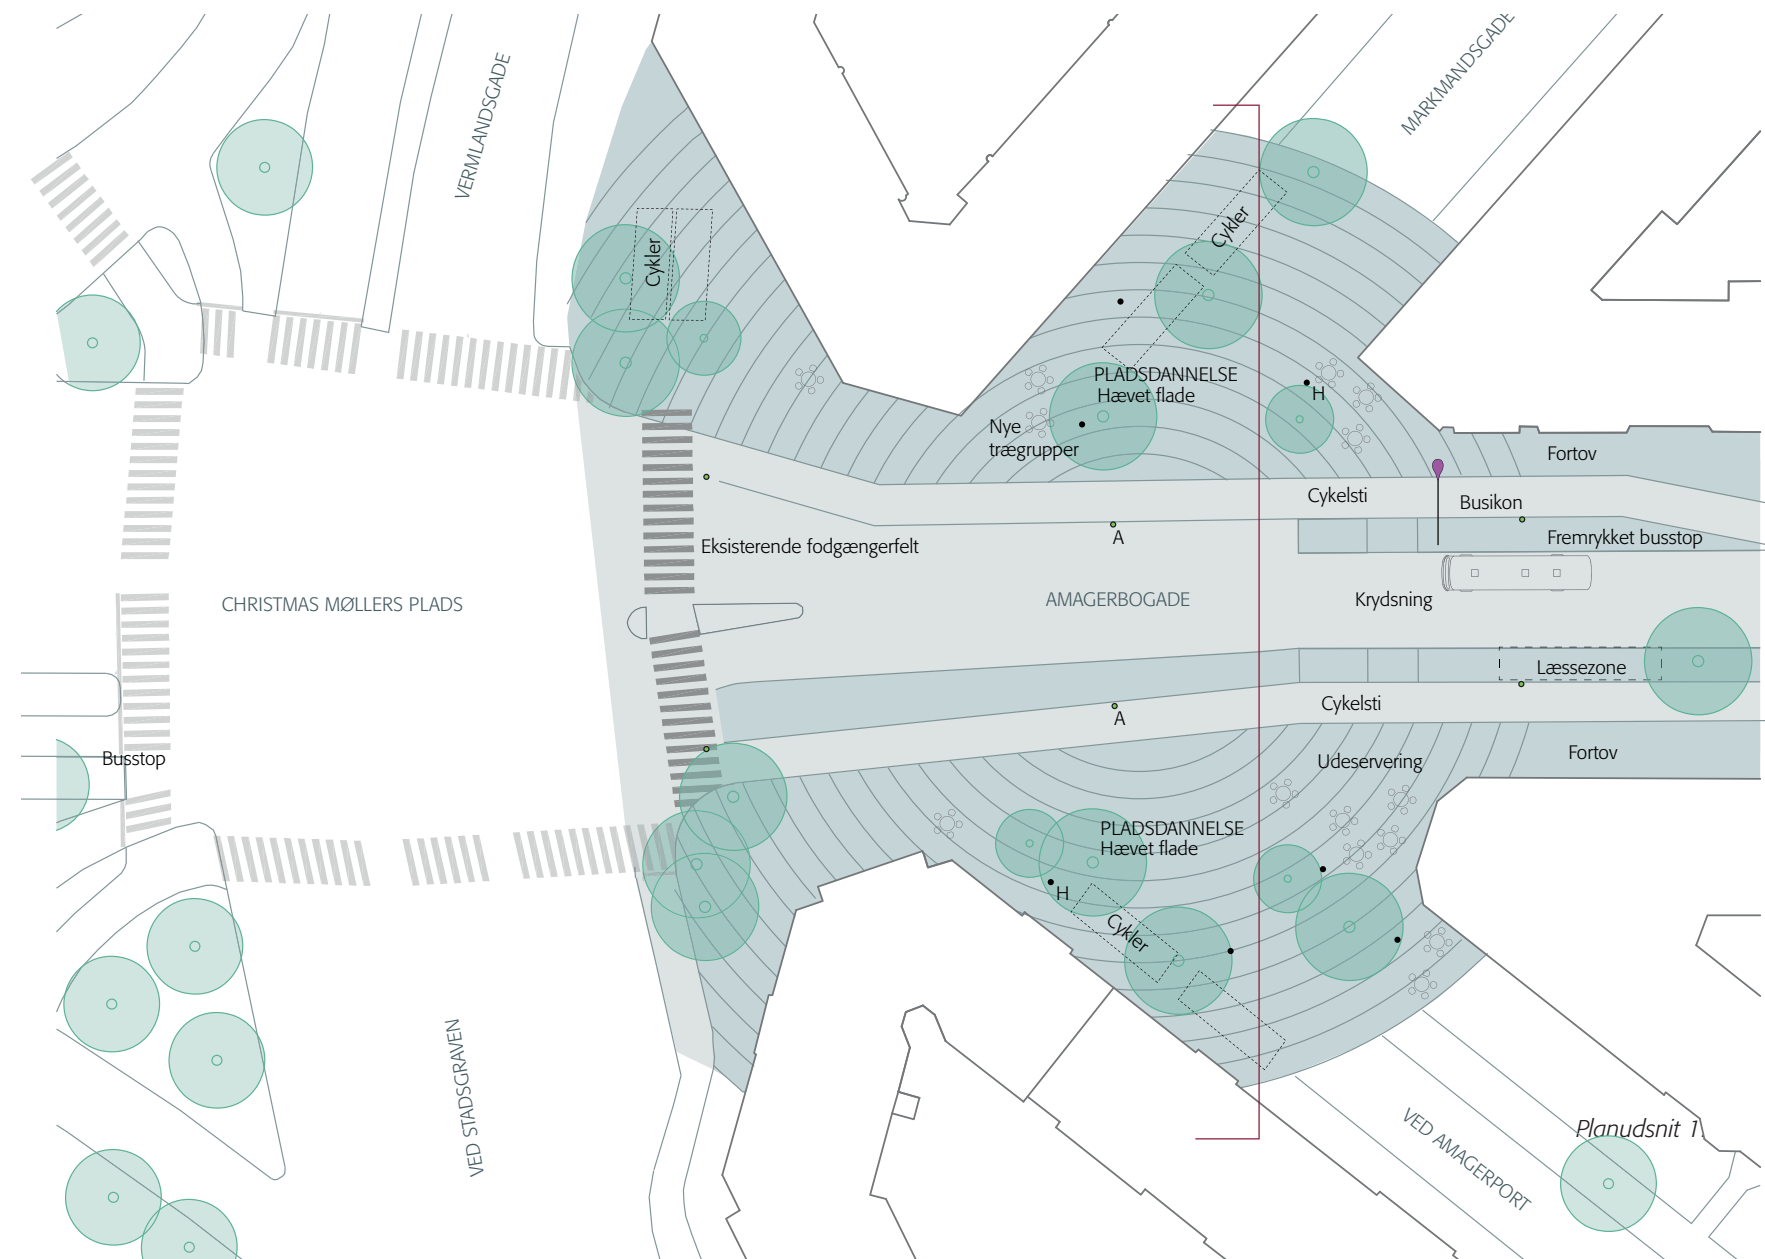 MARKMANDSGADE
VERMLANDSGADE
Cykler
Cykler
PLADSDANNELSE
Hævet flade
H
Nye
trægrupper
Fortov
Cykelsti
Busikon
A
Fremrykket busstop
Eksisterende fodgængerfelt
CHRISTMAS MØLLERS PLADS
AMAGERBOGADE
Krydsning
Læssezone
Cykelsti
A
Busstop
Udeservering
Fortov
PLADSDANNELSE
Hævet flade
H
Cykler
VED STADSGRAVEN
VED AMAGERPORT
Planudsnit 1.